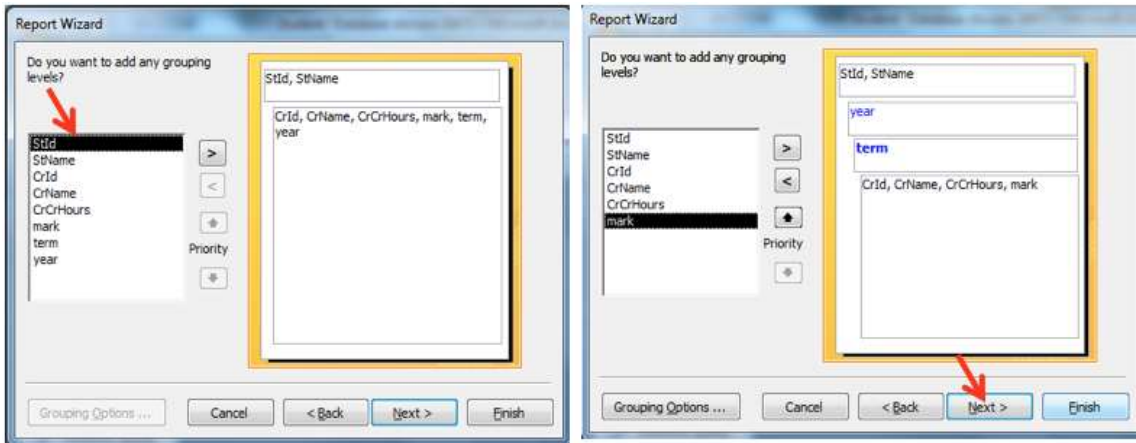 Report Wizard
Do you want to add any grouping
levels?
StId
StName
CrId
CrName
CrCrHours
mark
term
year
>
<
Priority
StId, StName
CrId, CrName, CrCrHours, mark, term,
year
Grouping Options ...
Cancel
< Back
Next >
Finish
Report Wizard
Do you want to add any grouping
levels?
StId
StName
CrId
CrName
CrCrHours
mark
>
<
Priority
StId, StName
year
term
CrId, CrName, CrCrHours, mark
Grouping Options ...
Cancel
< Back
Next >
Finish